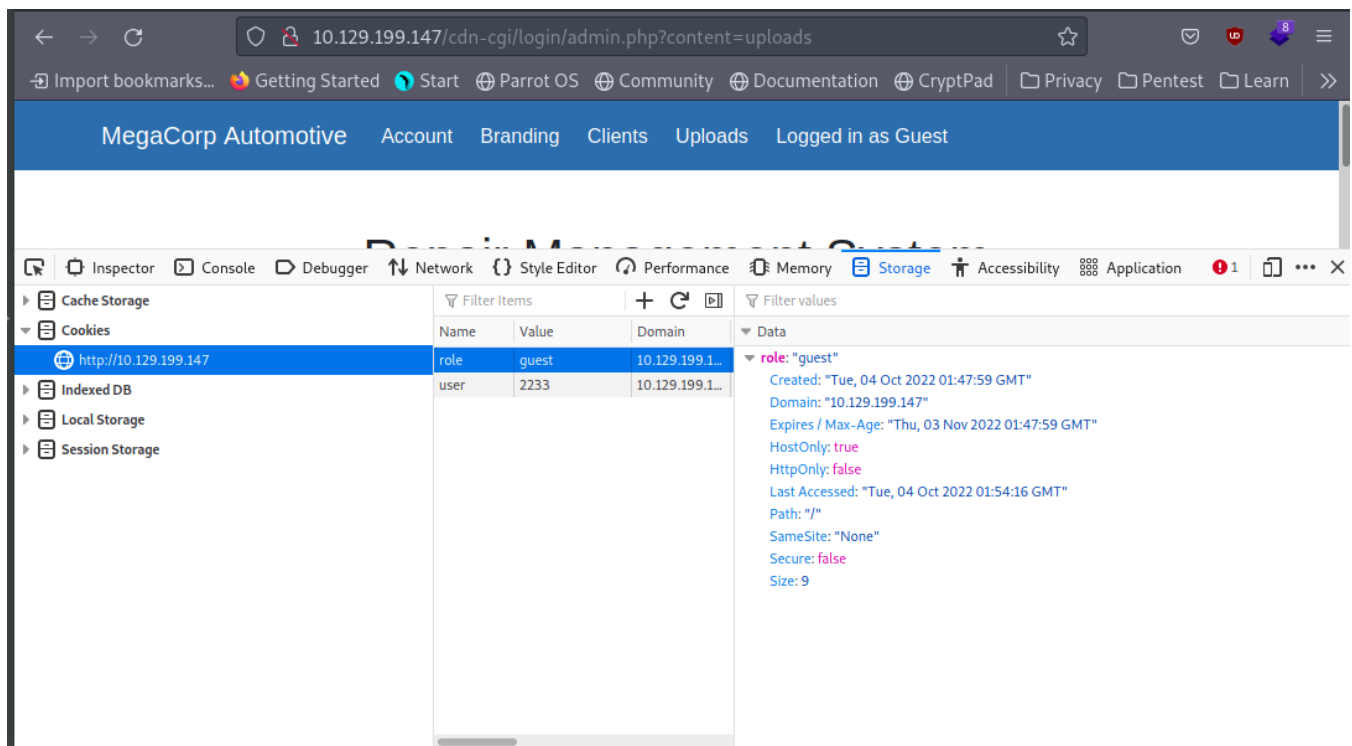 10.129.199.147/cdn-cgi/login/admin.php?content=uploads 8
Import bookmarks... Getting Started Start Parrot OS Community Documentation CryptPad Privacy Pentest Learn
MegaCorp Automotive Account Branding Clients Uploads Logged in as Guest
Repair Management System
Inspector Console Debugger Network Style Editor Performance Memory Storage Accessibility Application 1
Cache Storage Filter Items Filter values
Cookies Name Value Domain Data
http://10.129.199.147 role guest 10.129.199.1... role: "guest"
Indexed DB user 2233 10.129.199.1... Created: "Tue, 04 Oct 2022 01:47:59 GMT"
Domain: "10.129.199.147"
Local Storage Expires / Max-Age: "Thu, 03 Nov 2022 01:47:59 GMT"
Session Storage HostOnly: true
HttpOnly: false
Last Accessed: "Tue, 04 Oct 2022 01:54:16 GMT"
Path: "/"
SameSite: "None"
Secure: false
Size: 9